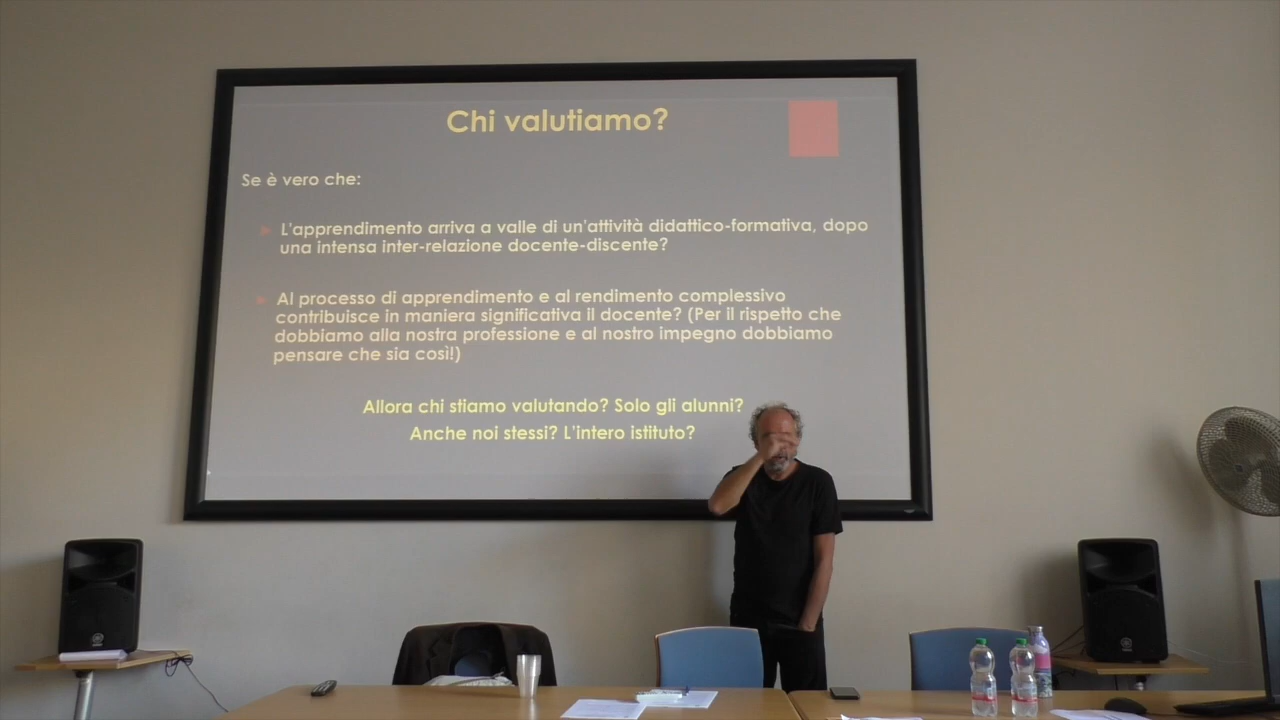 Chi valutiamo?
Se è vero che:
L'apprendimento arriva a valle di un'attività didattico-formativa, dopo
una intensa inter-relazione docente-discente?
Al processo di apprendimento e al rendimento complessivo
contribuisce in maniera significativa il docente? (Per il rispetto che
dobbiamo alla nostra professione e al nostro impegno dobbiamo
pensare che sia così!)
Allora chi stiamo valutando? Solo gli alunni?
Anche noi stessi? L'intero istituto?